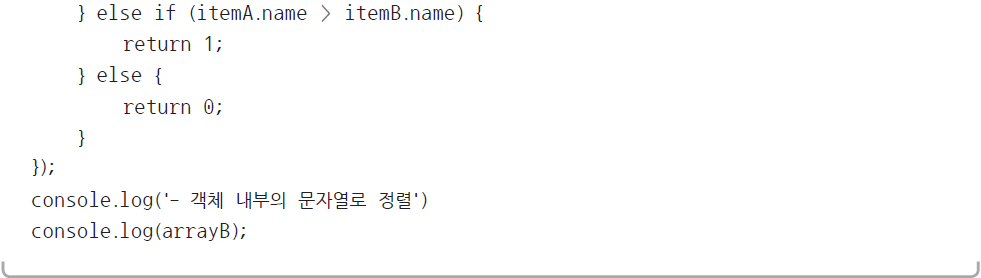 } else if (itemA.name > itemB.name) {
return 1;
} else {
return 0;
}
});
console.log('- 객체 내부의 문자열로 정렬')
console.log(arrayB);